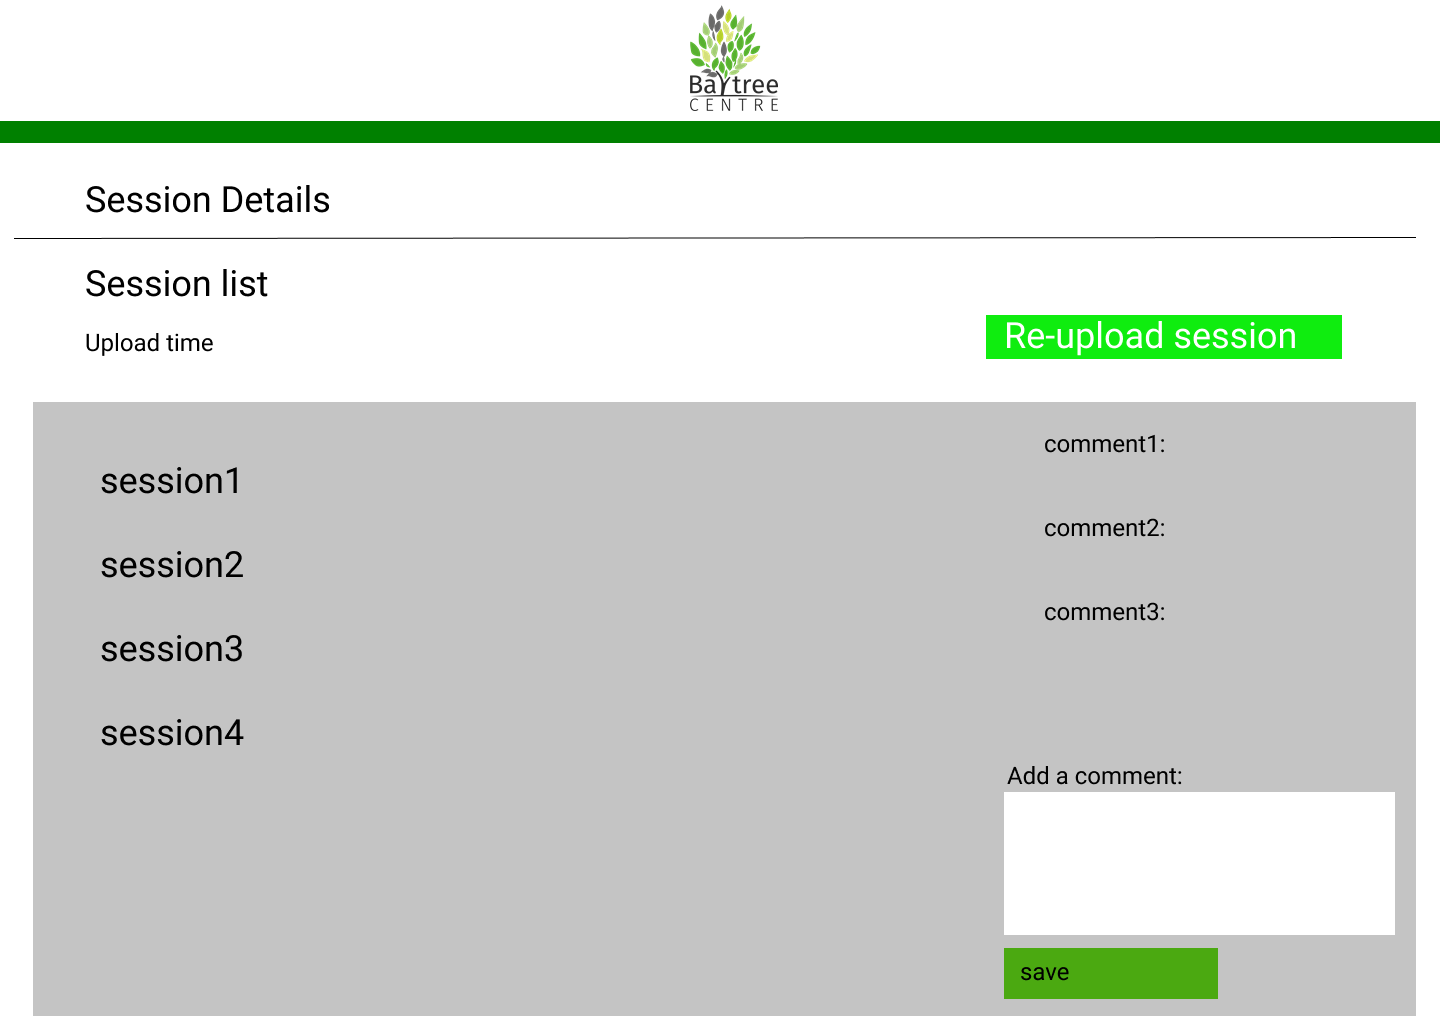 Baytree
CENTRE
Session Details
Session list
Upload time
Re-upload session
session1
session2
session3
session4
comment1:
comment2:
comment3:
Add a comment:
save